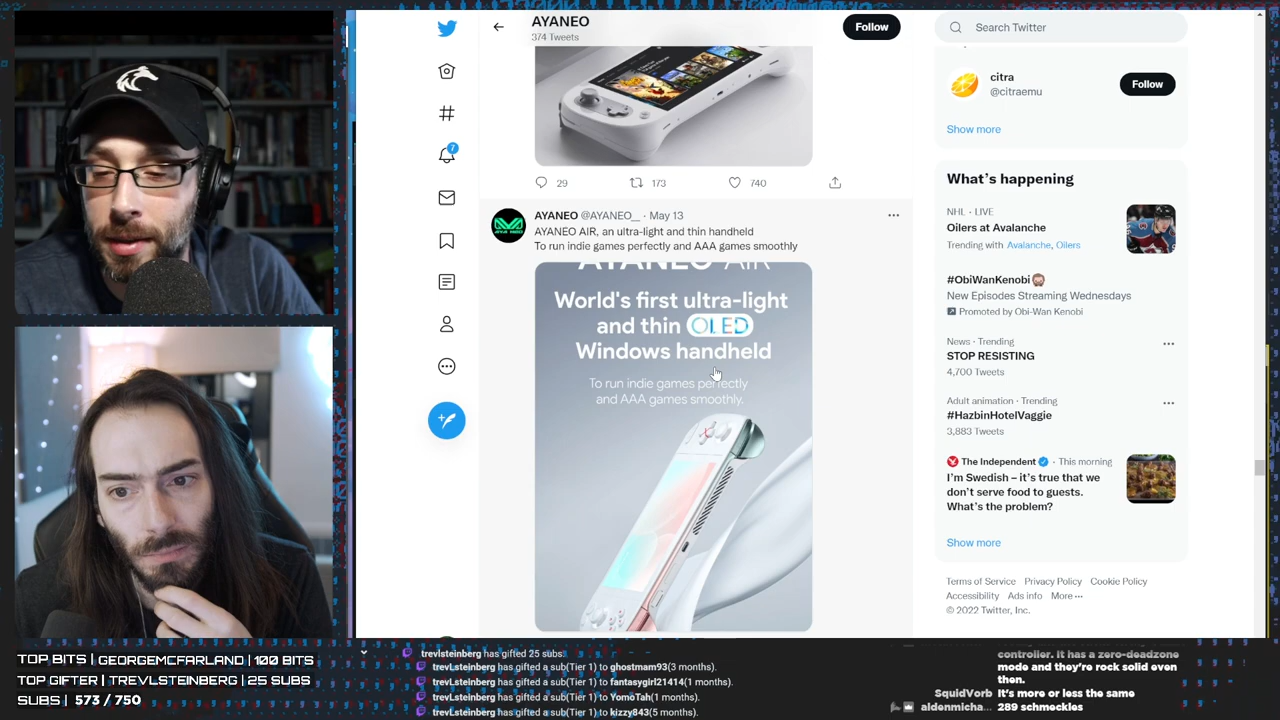 AYANEO
374 Tweets
Follow
Search Twitter
citra
@citraemu
Follow
Show more
29
173
740
7
AYANEO @AYANEO__ · May 13
AYANEO AIR, an ultra-light and thin handheld
To run indie games perfectly and AAA games smoothly
AYANEO AIR
World's first ultra-light
and thin OLED
Windows handheld
To run indie games perfectly
and AAA games smoothly.
What's happening
NHL · LIVE
Oilers at Avalanche
Trending with Avalanche, Oilers
#ObiWanKenobi
New Episodes Streaming Wednesdays
Promoted by Obi-Wan Kenobi
News · Trending
STOP RESISTING
4,700 Tweets
Adult animation · Trending
#HazbinHotelVaggie
3,883 Tweets
The Independent · This morning
I'm Swedish – it's true that we
don't serve food to guests.
What's the problem?
Show more
Terms of Service Privacy Policy Cookie Policy
Accessibility Ads info More ···
© 2022 Twitter, Inc.
TOP BITS | GEORGEMCFARLAND | 100 BITS
TOP GIFTER | TREVLSTEINBERG | 25 SUBS
SUBS | 573 / 750
trevlsteinberg has gifted 25 subs
trevLsteinberg has gifted a sub(Tier 1) to ghostmam93(3 months).
trevLsteinberg has gifted a sub(Tier 1) to fantasygirl21414(1 months).
trevLsteinberg has gifted a sub(Tier 1) to YomoTah(1 months).
trevLsteinberg has gifted a sub(Tier 1) to kizzy843(5 months).
controller. It has a zero-deadzone
mode and they're rock solid even
then.
SquidVorb It's more or less the same
aldenmicha... 289 schmeckles